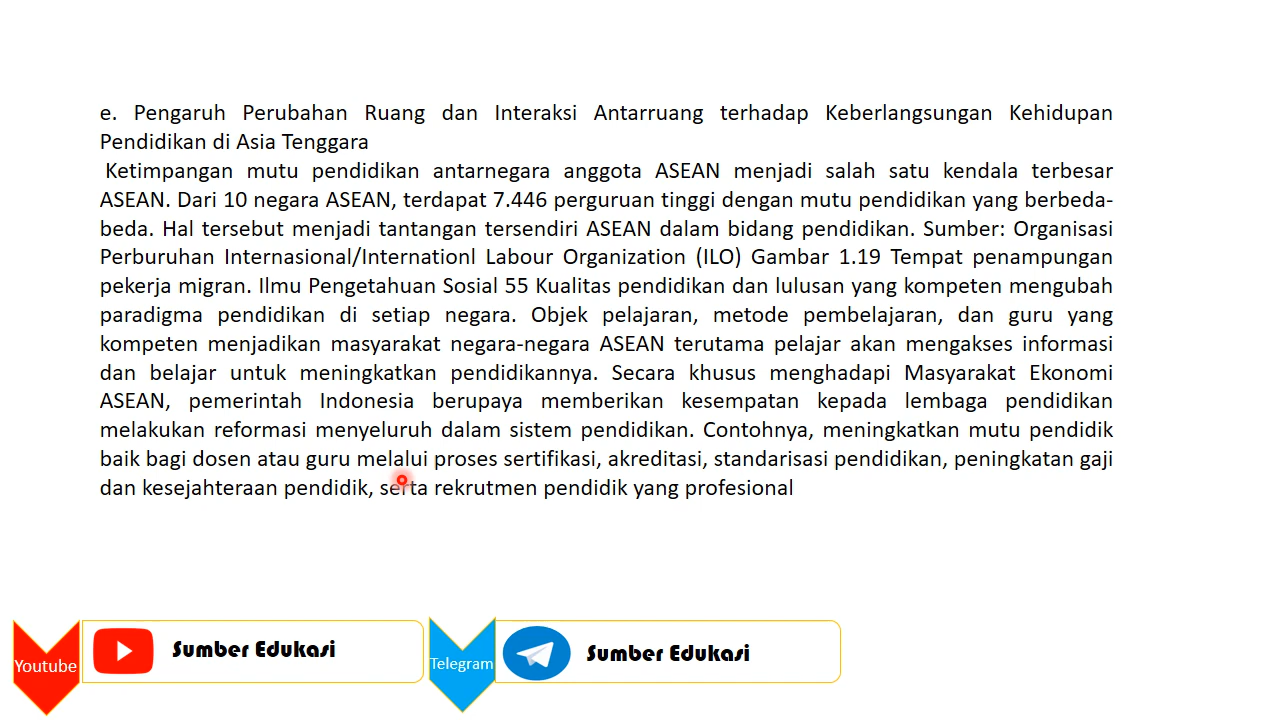 e. Pengaruh Perubahan Ruang dan Interaksi Antarruang terhadap Keberlangsungan Kehidupan
Pendidikan di Asia Tenggara
Ketimpangan mutu pendidikan antarnegara anggota ASEAN menjadi salah satu kendala terbesar
ASEAN. Dari 10 negara ASEAN, terdapat 7.446 perguruan tinggi dengan mutu pendidikan yang berbeda-
beda. Hal tersebut menjadi tantangan tersendiri ASEAN dalam bidang pendidikan. Sumber: Organisasi
Perburuhan Internasional/Internationl Labour Organization (ILO) Gambar 1.19 Tempat penampungan
pekerja migran. Ilmu Pengetahuan Sosial 55 Kualitas pendidikan dan lulusan yang kompeten mengubah
paradigma pendidikan di setiap negara. Objek pelajaran, metode pembelajaran, dan guru yang
kompeten menjadikan masyarakat negara-negara ASEAN terutama pelajar akan mengakses informasi
dan belajar untuk meningkatkan pendidikannya. Secara khusus menghadapi Masyarakat Ekonomi
ASEAN, pemerintah Indonesia berupaya memberikan kesempatan kepada lembaga pendidikan
melakukan reformasi menyeluruh dalam sistem pendidikan. Contohnya, meningkatkan mutu pendidik
baik bagi dosen atau guru melalui proses sertifikasi, akreditasi, standarisasi pendidikan, peningkatan gaji
dan kesejahteraan pendidik, serta rekrutmen pendidik yang profesional
Youtube
Sumber Edukasi
Telegram
Sumber Edukasi